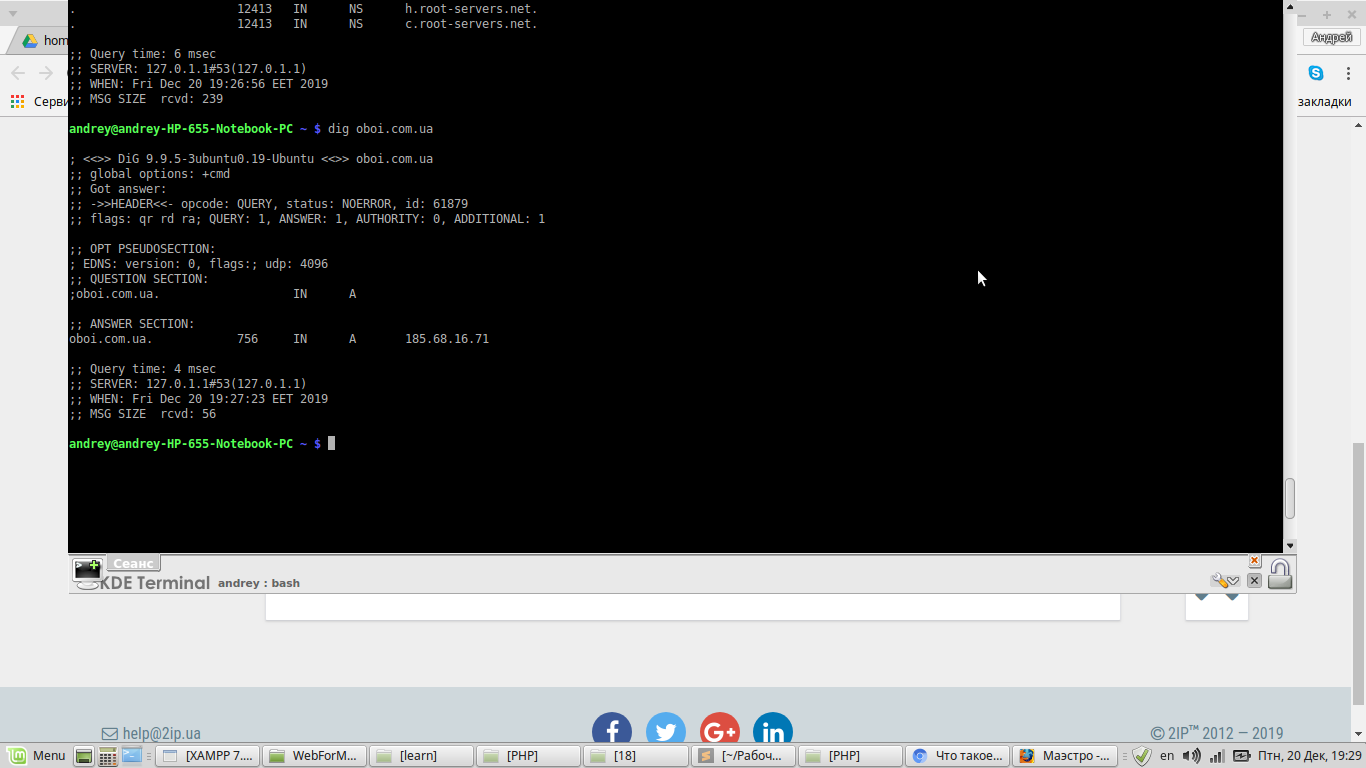 .                       12413   IN      NS      h.root-servers.net.
.                       12413   IN      NS      c.root-servers.net.
;; Query time: 6 msec
;; SERVER: 127.0.1.1#53(127.0.1.1)
;; WHEN: Fri Dec 20 19:26:56 EET 2019
;; MSG SIZE  rcvd: 239
andrey@andrey-HP-655-Notebook-PC ~ $ dig oboi.com.ua
; <<>> DiG 9.9.5-3ubuntu0.19-Ubuntu <<>> oboi.com.ua
;; global options: +cmd
;; Got answer:
;; ->>HEADER<<- opcode: QUERY, status: NOERROR, id: 61879
;; flags: qr rd ra; QUERY: 1, ANSWER: 1, AUTHORITY: 0, ADDITIONAL: 1
;; OPT PSEUDOSECTION:
; EDNS: version: 0, flags:; udp: 4096
;; QUESTION SECTION:
;oboi.com.ua.                   IN      A
;; ANSWER SECTION:
oboi.com.ua.            756     IN      A       185.68.16.71
;; Query time: 4 msec
;; SERVER: 127.0.1.1#53(127.0.1.1)
;; WHEN: Fri Dec 20 19:27:23 EET 2019
;; MSG SIZE  rcvd: 56
andrey@andrey-HP-655-Notebook-PC ~ $
hom
Серви
Андрей
закладки
Сеанс
KDE Terminal andrey : bash
help@2ip.ua
© 2IP™ 2012 — 2019
Menu [XAMPP 7.... WebForM... [learn] [PHP] [18] [~/Рабоч... [PHP] Что такое... Маэстро -... en Птн, 20 Дек, 19:29